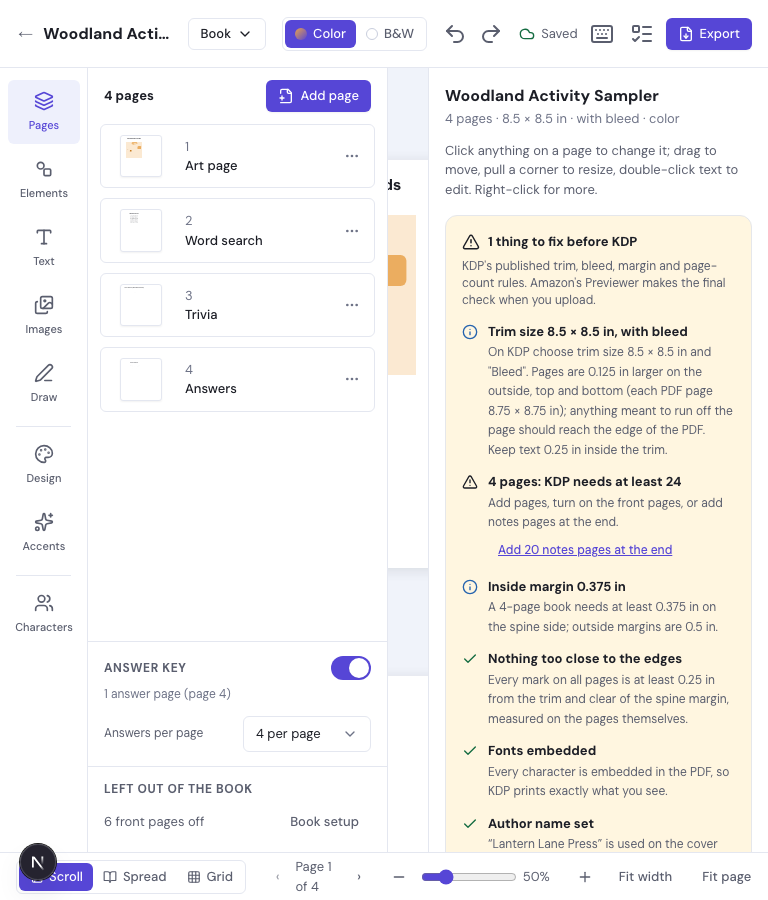 ← Woodland Acti... Book Color B&W Saved Export
Pages
Elements
Text
Images
Draw
Design
Accents
Characters
4 pages Add page
1
Art page
2
Word search
3
Trivia
4
Answers
ANSWER KEY
1 answer page (page 4)
Answers per page 4 per page
LEFT OUT OF THE BOOK
6 front pages off Book setup
ds
Woodland Activity Sampler
4 pages · 8.5 × 8.5 in · with bleed · color
Click anything on a page to change it; drag to
move, pull a corner to resize, double-click text to
edit. Right-click for more.
1 thing to fix before KDP
KDP's published trim, bleed, margin and page-
count rules. Amazon's Previewer makes the final
check when you upload.
Trim size 8.5 × 8.5 in, with bleed
On KDP choose trim size 8.5 × 8.5 in and
"Bleed". Pages are 0.125 in larger on the
outside, top and bottom (each PDF page
8.75 × 8.75 in); anything meant to run off the
page should reach the edge of the PDF.
Keep text 0.25 in inside the trim.
4 pages: KDP needs at least 24
Add pages, turn on the front pages, or add
notes pages at the end.
Add 20 notes pages at the end
Inside margin 0.375 in
A 4-page book needs at least 0.375 in on
the spine side; outside margins are 0.5 in.
Nothing too close to the edges
Every mark on all pages is at least 0.25 in
from the trim and clear of the spine margin,
measured on the pages themselves.
Fonts embedded
Every character is embedded in the PDF, so
KDP prints exactly what you see.
Author name set
“Lantern Lane Press” is used on the cover
N
Scroll Spread Grid ‹ Page 1 › 50% Fit width Fit page
of 4